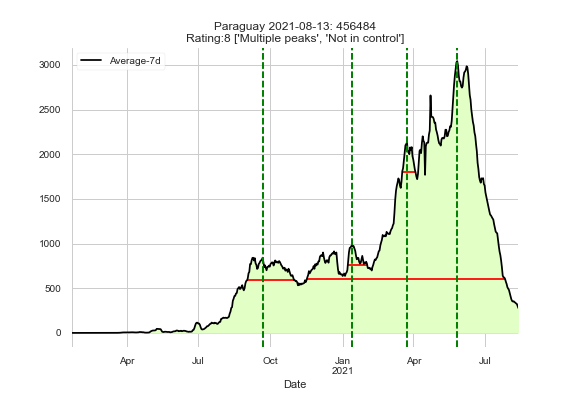 Paraguay 2021-08-13: 456484
Rating:8 ['Multiple peaks', 'Not in control']
Average-7d
3000
2500
2000
1500
1000
500
0
Apr
Jul
Oct
Jan
2021
Apr
Jul
Date